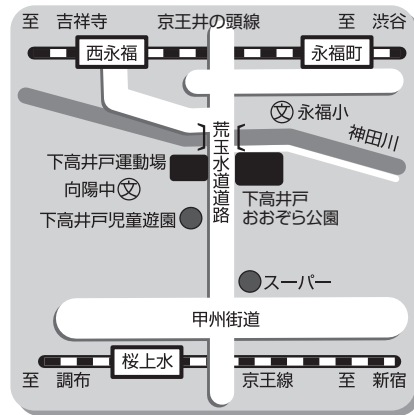 至 吉祥寺 京王井の頭線 至 渋谷
西永福 永福町
文 永福小
神田川
荒玉水道道路
下高井戸運動場
向陽中 文
下高井戸児童遊園
下高井戸
おおぞら公園
スーパー
甲州街道
桜上水
至 調布 京王線 至 新宿